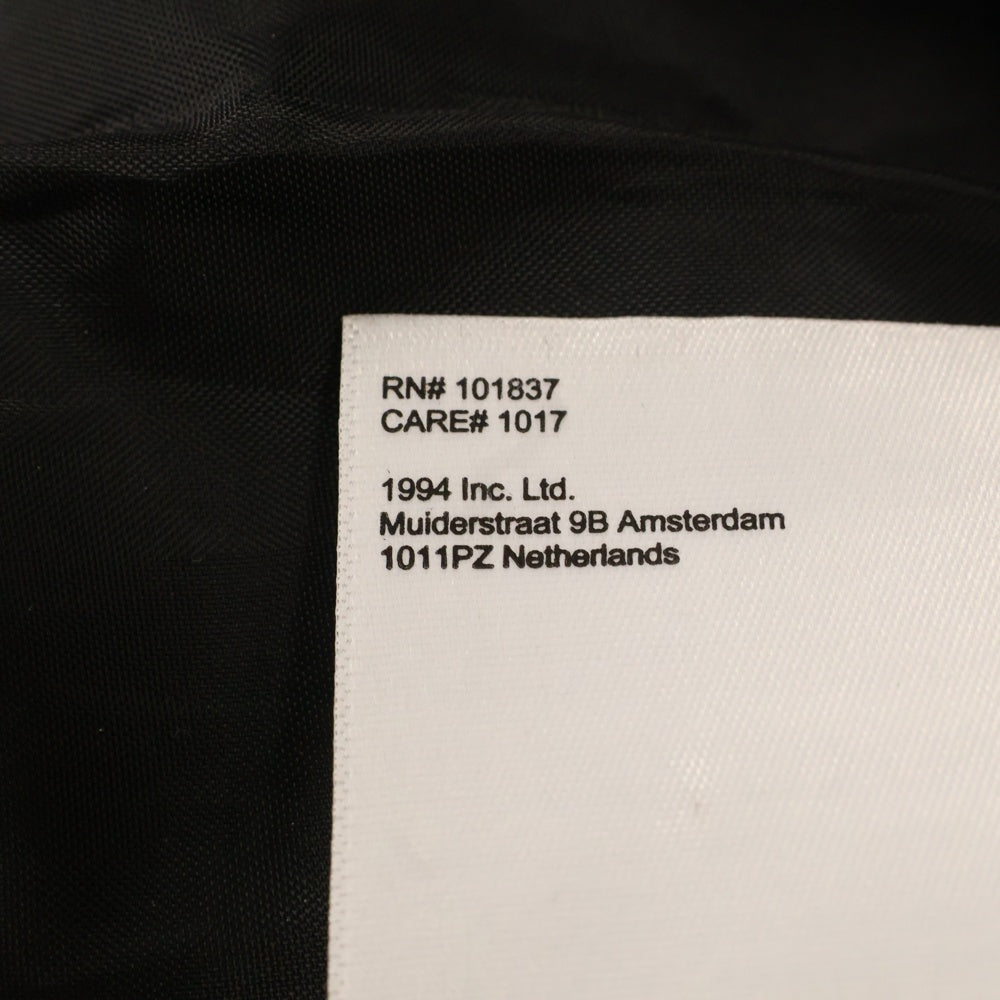 RN# 101837
CARE# 1017
1994 Inc. Ltd.
Muiderstraat 9B Amsterdam
1011PZ Netherlands